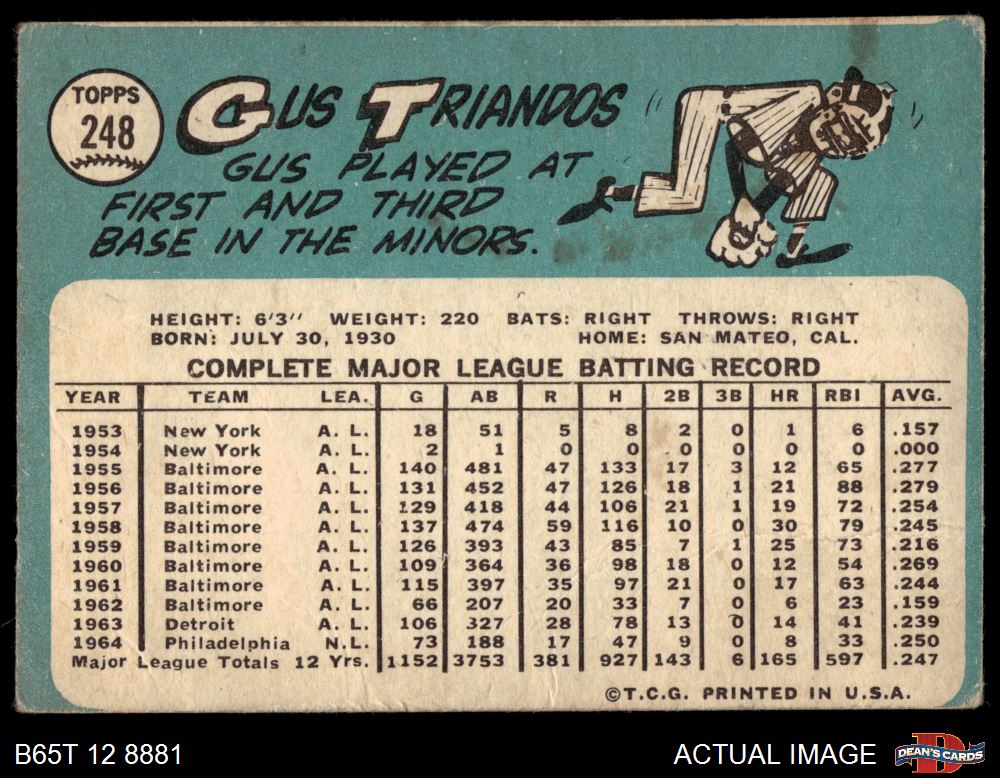 TOPPS
248
GUS TRIANDOS
GUS PLAYED AT
FIRST AND THIRD
BASE IN THE MINORS.
HEIGHT: 6'3" WEIGHT: 220 BATS: RIGHT THROWS: RIGHT
BORN: JULY 30, 1930 HOME: SAN MATEO, CAL.
COMPLETE MAJOR LEAGUE BATTING RECORD
YEAR TEAM LEA. G AB R H 2B 3B HR RBI AVG.
1953 New York A. L. 18 51 5 8 2 0 1 6 .157
1954 New York A. L. 2 1 0 0 0 0 0 0 .000
1955 Baltimore A. L. 140 481 47 133 17 3 12 65 .277
1956 Baltimore A. L. 131 452 47 126 18 1 21 88 .279
1957 Baltimore A. L. 129 418 44 106 21 1 19 72 .254
1958 Baltimore A. L. 137 474 59 116 10 0 30 79 .245
1959 Baltimore A. L. 126 393 43 85 7 1 25 73 .216
1960 Baltimore A. L. 109 364 36 98 18 0 12 54 .269
1961 Baltimore A. L. 115 397 35 97 21 0 17 63 .244
1962 Baltimore A. L. 66 207 20 33 7 0 6 23 .159
1963 Detroit A. L. 106 327 28 78 13 0 14 41 .239
1964 Philadelphia N.L. 73 188 17 47 9 0 8 33 .250
Major League Totals 12 Yrs. 1152 3753 381 927 143 6 165 597 .247
©T.C.G. PRINTED IN U.S.A.
B65T 12 8881 ACTUAL IMAGE
D
DEAN'S CARDS